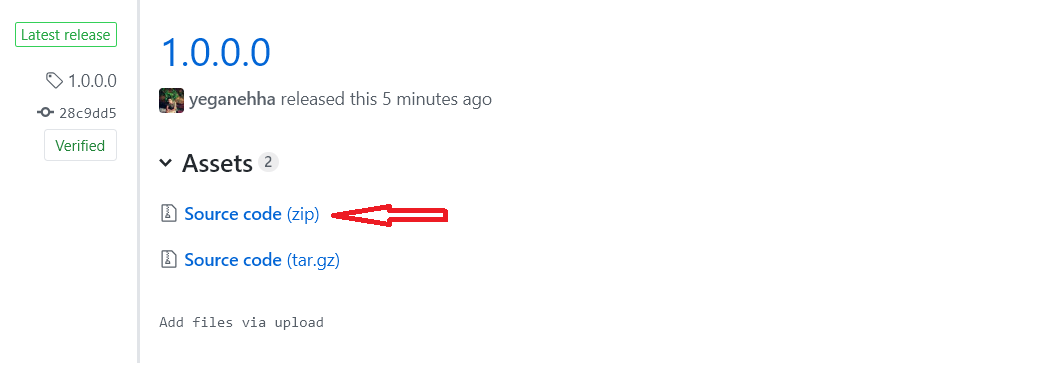 Latest release
1.0.0.0
28c9dd5
Verified
1.0.0.0
yeganehha released this 5 minutes ago
Assets 2
Source code (zip)
Source code (tar.gz)
Add files via upload